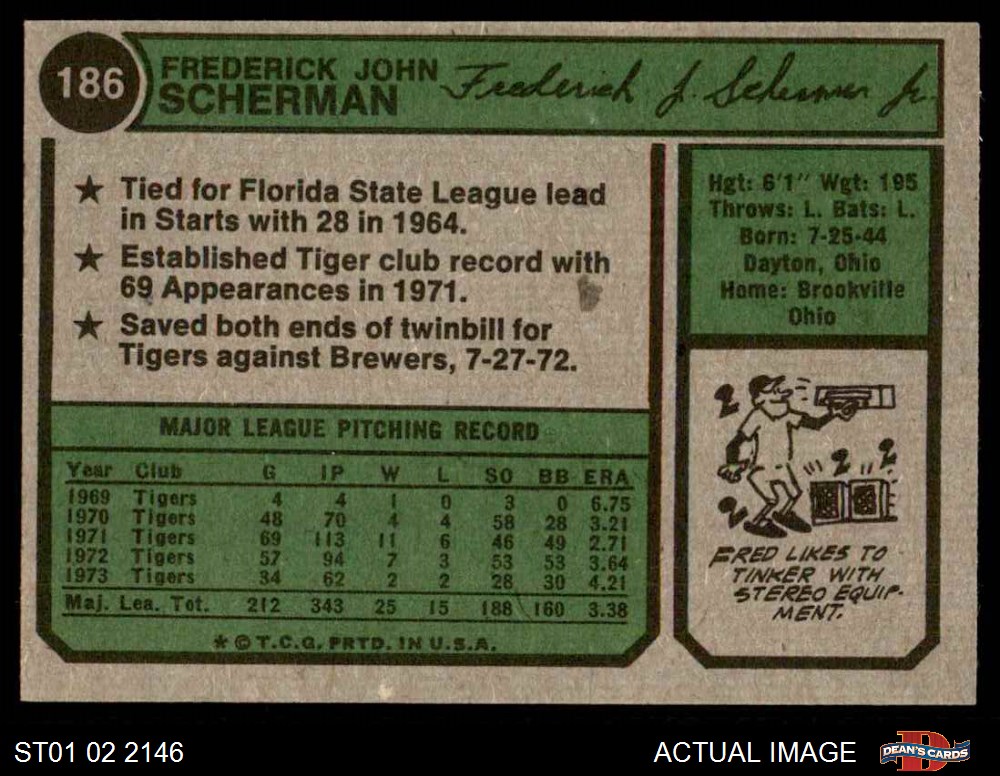 186
FREDERICK JOHN
SCHERMAN
Frederick J. Scherman Jr.
★ Tied for Florida State League lead
in Starts with 28 in 1964.
★ Established Tiger club record with
69 Appearances in 1971.
★ Saved both ends of twinbill for
Tigers against Brewers, 7-27-72.
Hgt: 6'1" Wgt: 195
Throws: L. Bats: L.
Born: 7-25-44
Dayton, Ohio
Home: Brookville
Ohio
MAJOR LEAGUE PITCHING RECORD
Year Club G IP W L SO BB ERA
1969 Tigers 4 4 1 0 3 0 6.75
1970 Tigers 48 70 4 4 58 28 3.21
1971 Tigers 69 113 11 6 46 49 2.71
1972 Tigers 57 94 7 3 53 53 3.64
1973 Tigers 34 62 2 2 28 30 4.21
Maj. Lea. Tot. 212 343 25 15 188 160 3.38
* © T.C.G. PRTD. IN U.S.A.
2
2 2
2
FRED LIKES TO
TINKER WITH
STEREO EQUIP-
MENT.
ST01 02 2146
ACTUAL IMAGE
D
DEAN'S CARDS